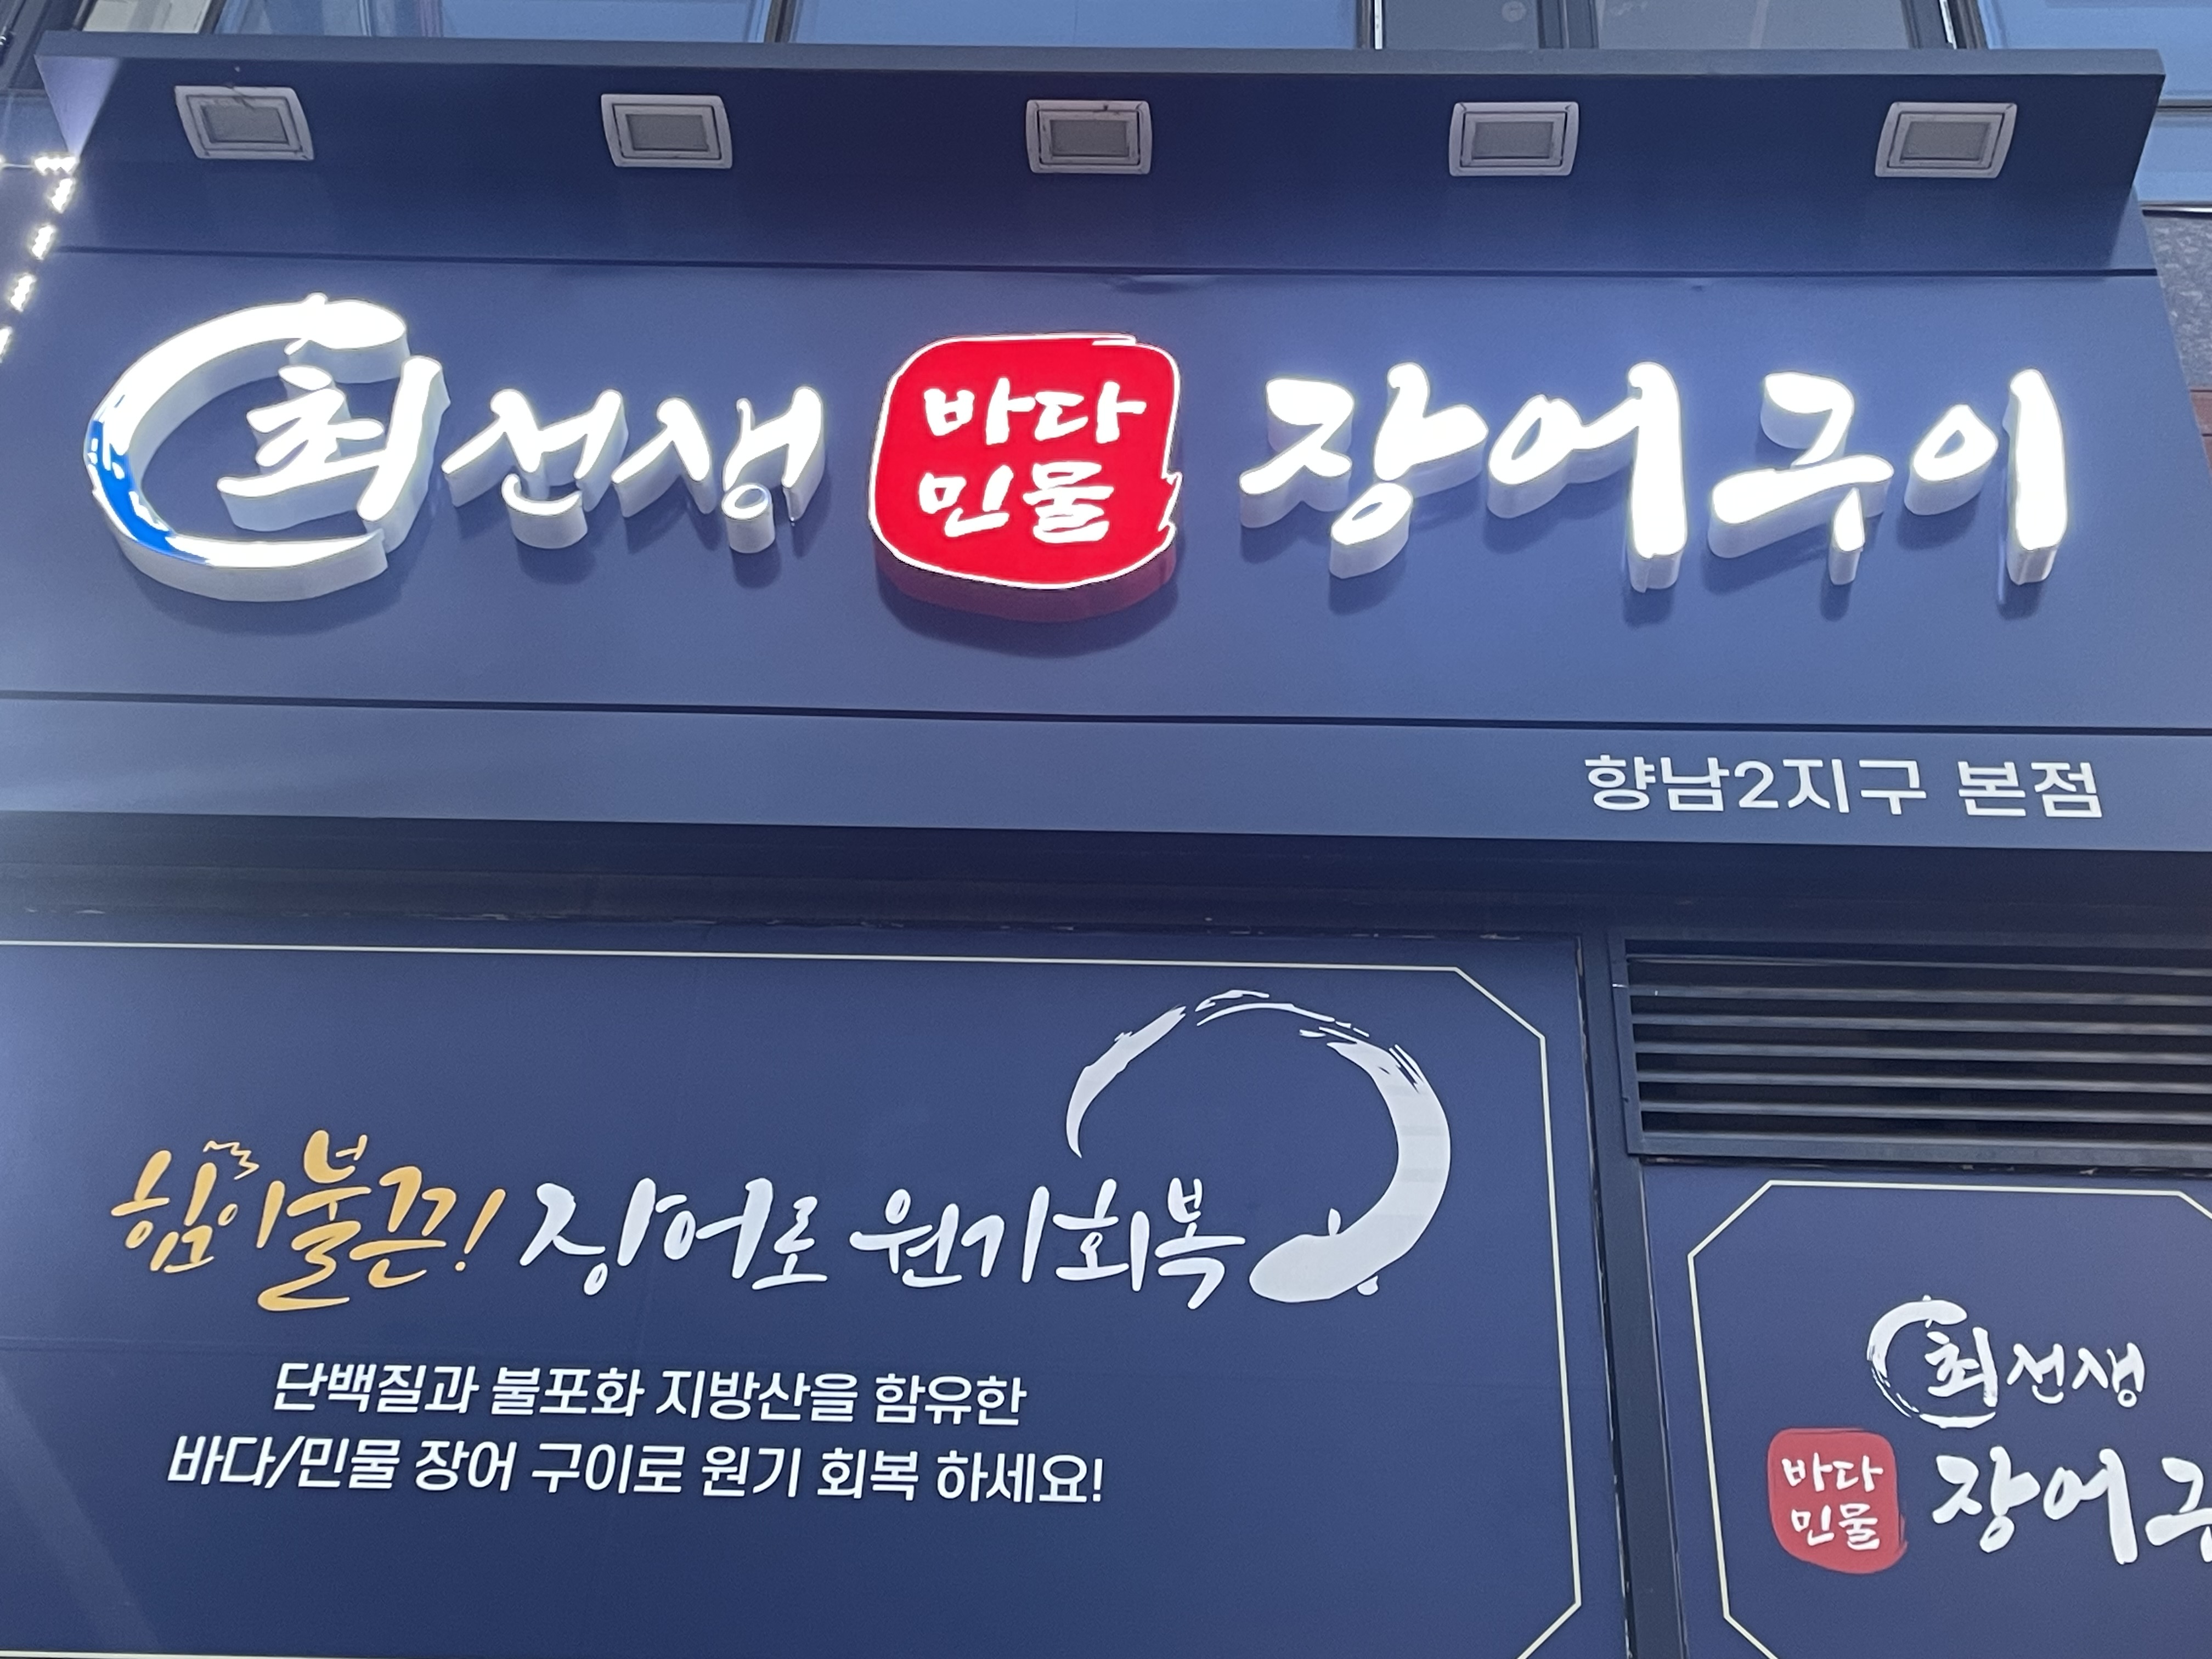 최선생 바다 민물 장어구이
향남2지구 본점
힘이불끈! 장어로 원기회복
단백질과 불포화 지방산을 함유한
바다/민물 장어 구이로 원기 회복 하세요!
최선생
바다 민물 장어구